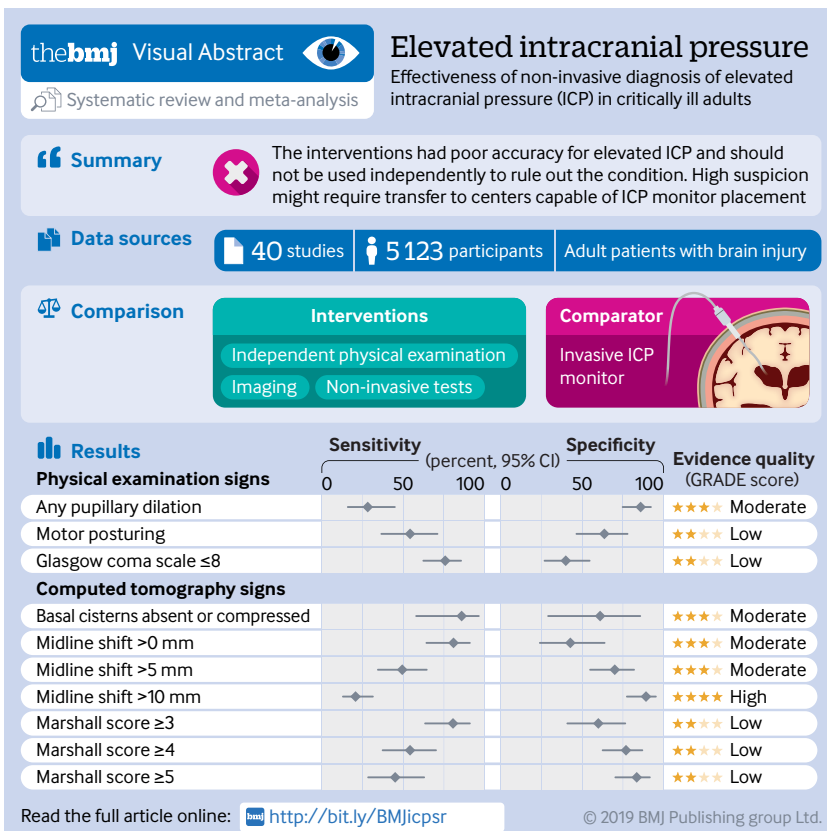 thebmj Visual Abstract
Systematic review and meta-analysis
Elevated intracranial pressure
Effectiveness of non-invasive diagnosis of elevated
intracranial pressure (ICP) in critically ill adults
Summary
The interventions had poor accuracy for elevated ICP and should
not be used independently to rule out the condition. High suspicion
might require transfer to centers capable of ICP monitor placement
Data sources
40 studies
5123 participants
Adult patients with brain injury
Comparison
Interventions
Independent physical examination
Imaging
Non-invasive tests
Comparator
Invasive ICP
monitor
Results
Sensitivity
(percent, 95% CI)
Specificity
Evidence quality
(GRADE score)
Physical examination signs
0 50 100 0 50 100
Any pupillary dilation Moderate
Motor posturing Low
Glasgow coma scale ≤8 Low
Computed tomography signs
Basal cisterns absent or compressed Moderate
Midline shift >0 mm Moderate
Midline shift >5 mm Moderate
Midline shift >10 mm High
Marshall score ≥3 Low
Marshall score ≥4 Low
Marshall score ≥5 Low
Read the full article online: bmj http://bit.ly/BMJicpsr
© 2019 BMJ Publishing group Ltd.